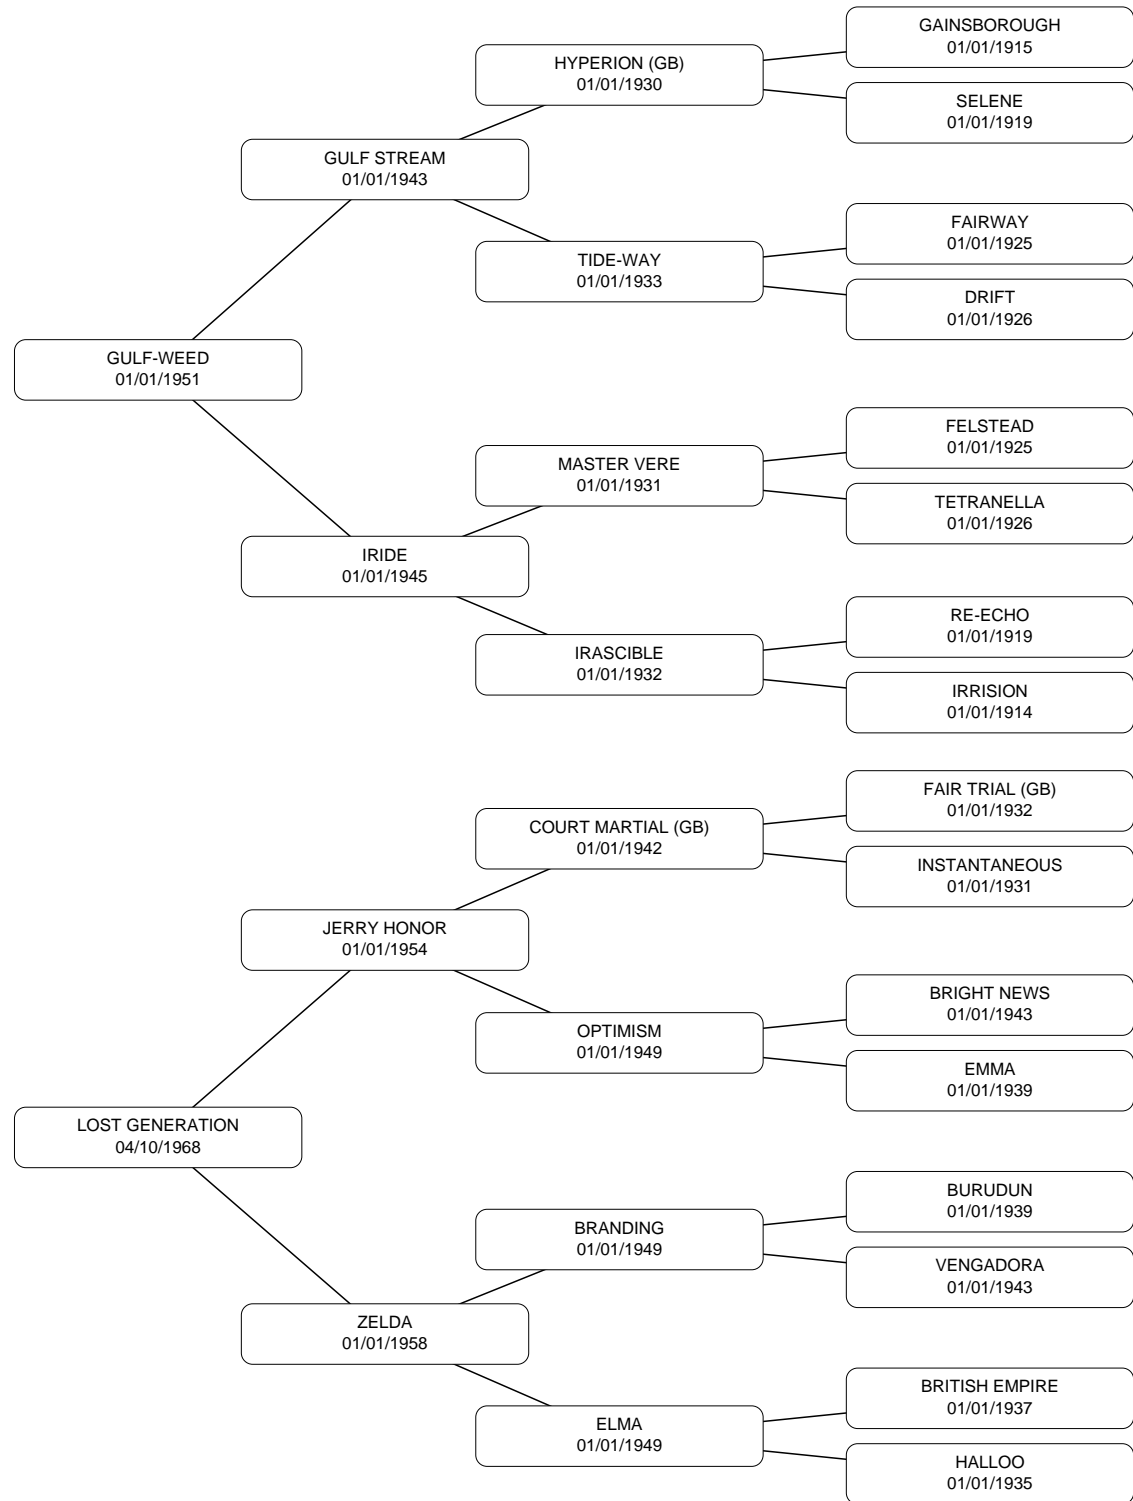 GAINSBOROUGH
01/01/1915
HYPERION (GB)
01/01/1930
SELENE
01/01/1919
GULF STREAM
01/01/1943
FAIRWAY
01/01/1925
TIDE-WAY
01/01/1933
DRIFT
01/01/1926
GULF-WEED
01/01/1951
FELSTEAD
01/01/1925
MASTER VERE
01/01/1931
TETRANELLA
01/01/1926
IRIDE
01/01/1945
RE-ECHO
01/01/1919
IRASCIBLE
01/01/1932
IRRISION
01/01/1914
FAIR TRIAL (GB)
01/01/1932
COURT MARTIAL (GB)
01/01/1942
INSTANTANEOUS
01/01/1931
JERRY HONOR
01/01/1954
BRIGHT NEWS
01/01/1943
OPTIMISM
01/01/1949
EMMA
01/01/1939
LOST GENERATION
04/10/1968
BURUDUN
01/01/1939
BRANDING
01/01/1949
VENGADORA
01/01/1943
ZELDA
01/01/1958
BRITISH EMPIRE
01/01/1937
ELMA
01/01/1949
HALLOO
01/01/1935